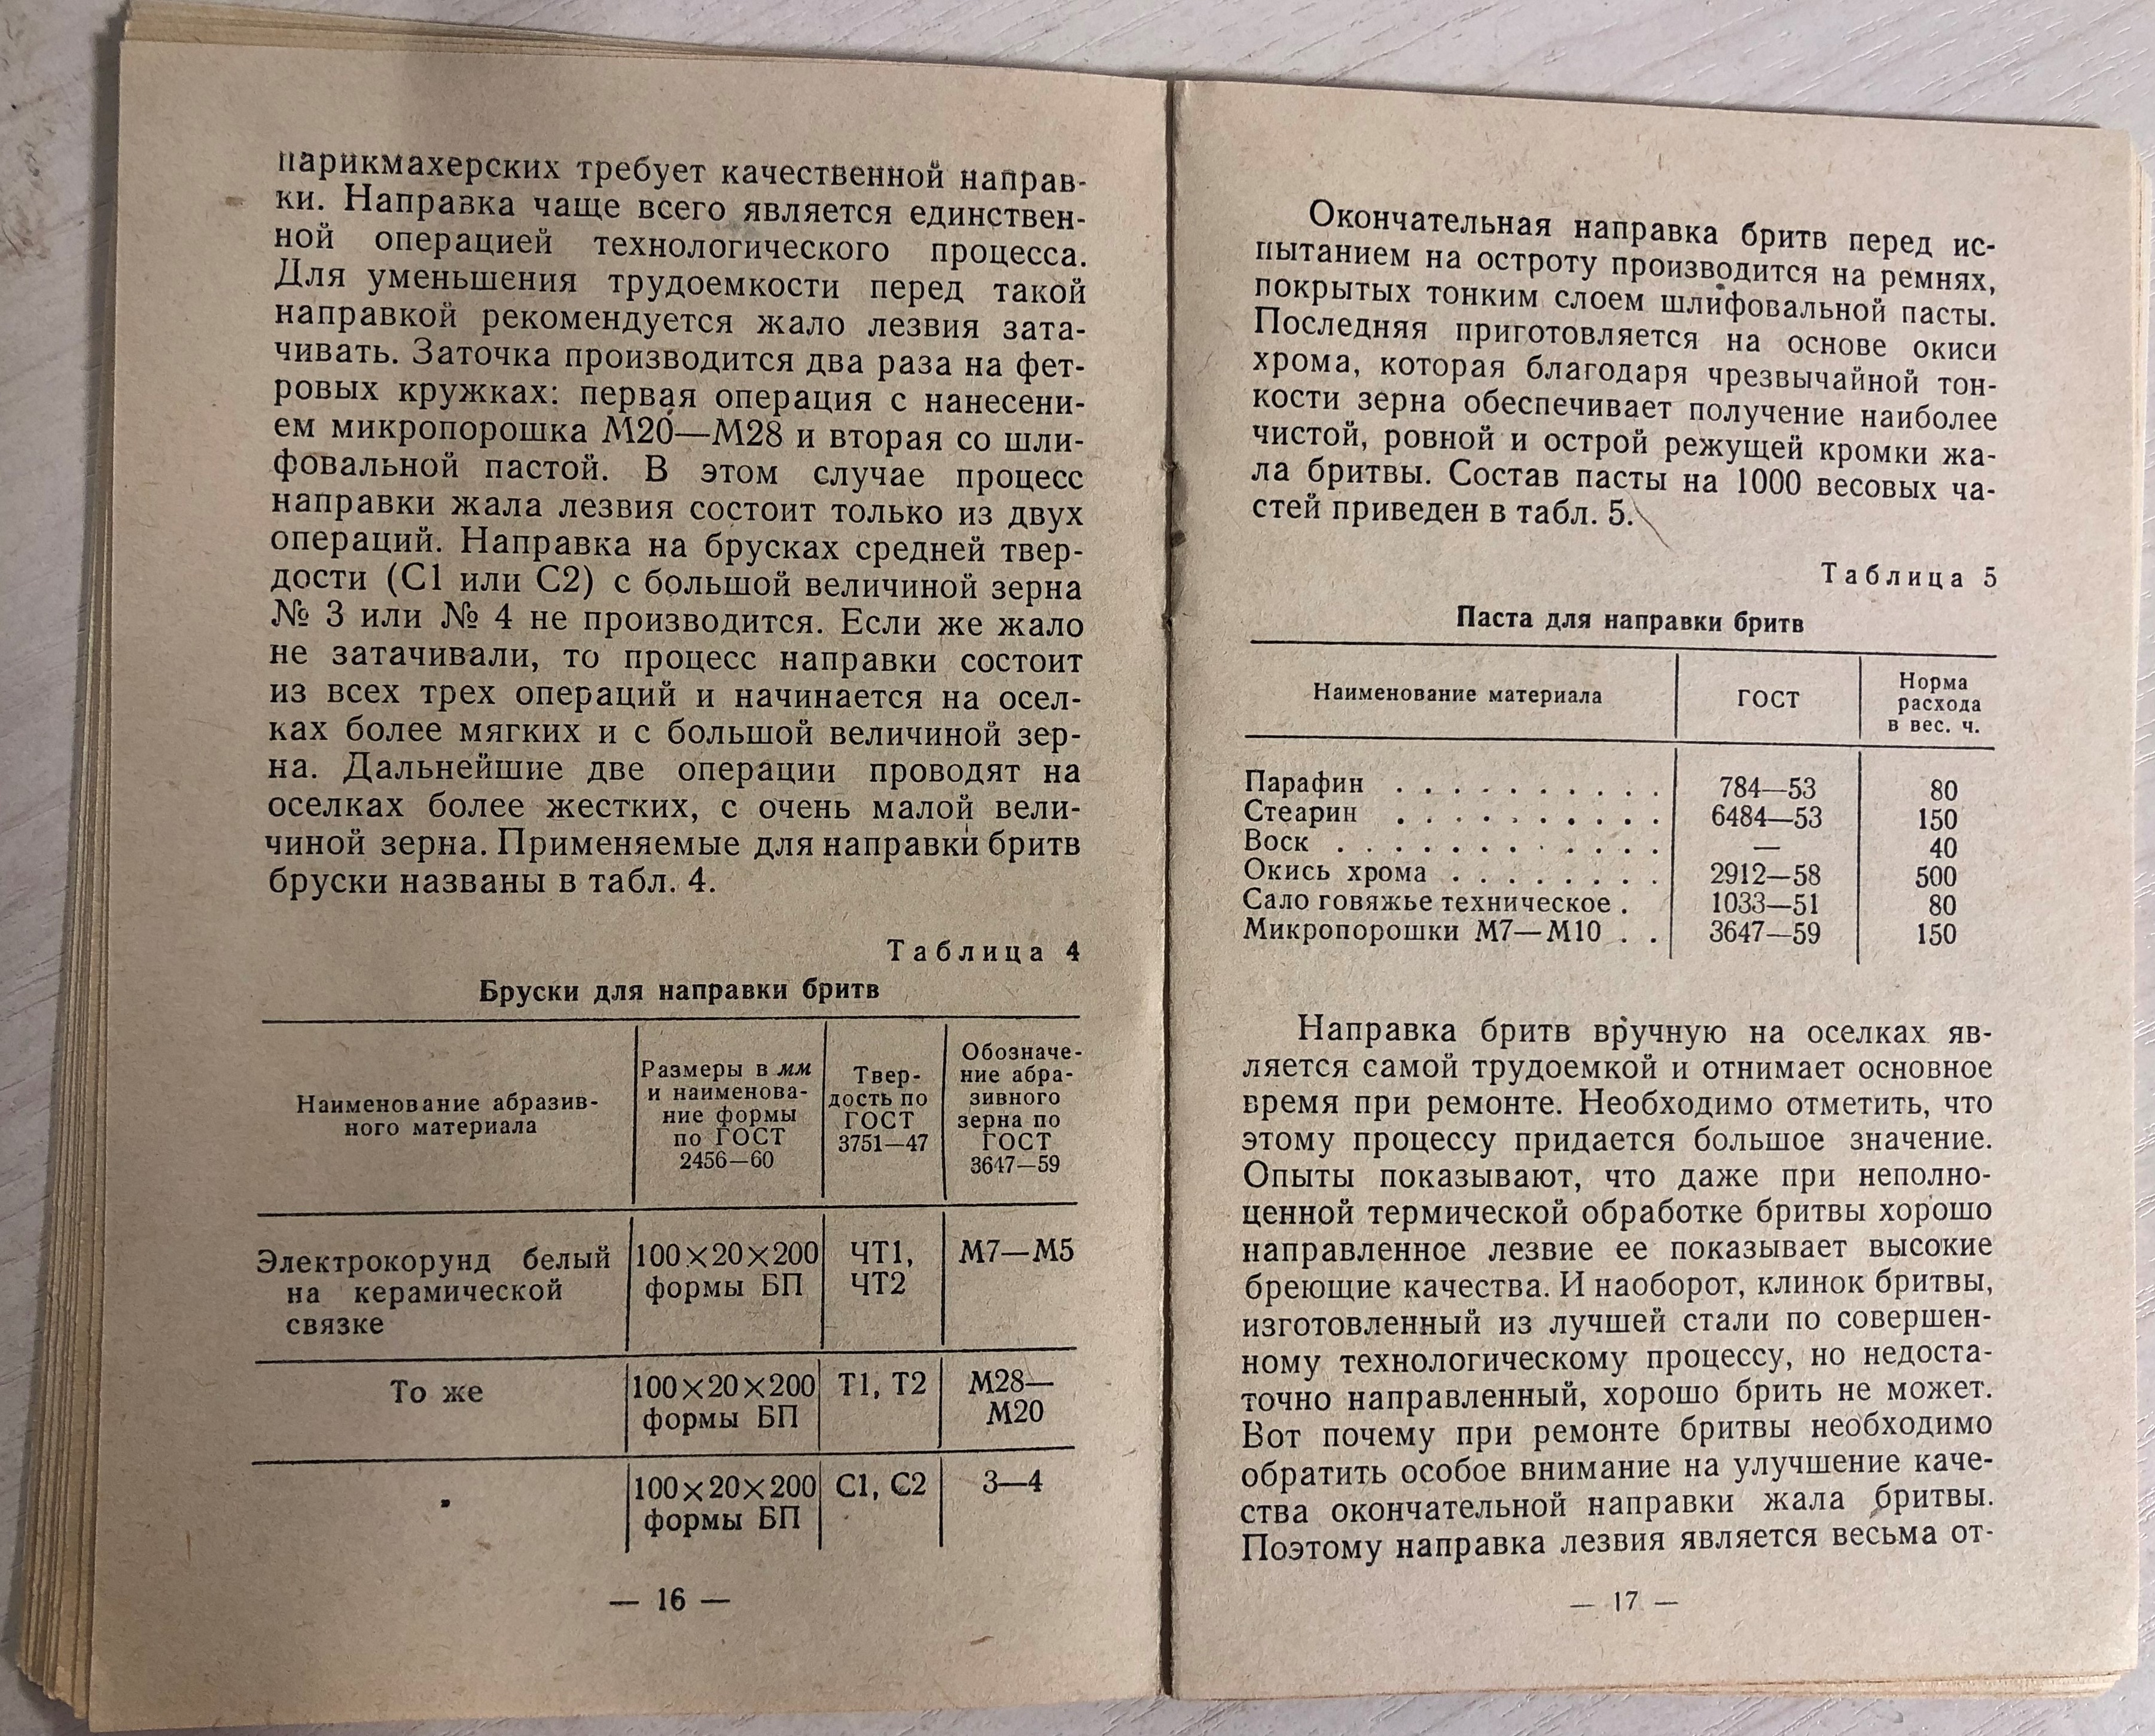 парикмахерских требует качественной направ-
ки. Направка чаще всего является единствен-
ной операцией технологического процесса.
Для уменьшения трудоемкости перед такой
направкой рекомендуется жало лезвия зата-
чивать. Заточка производится два раза на фет-
ровых кружках: первая операция с нанесени-
ем микропорошка М20—М28 и вторая со шли-
фовальной пастой. В этом случае процесс
направки жала лезвия состоит только из двух
операций. Направка на брусках средней твер-
дости (С1 или С2) с большой величиной зерна
№ 3 или № 4 не производится. Если же жало
не затачивали, то процесс направки состоит
из всех трех операций и начинается на осел-
ках более мягких и с большой величиной зер-
на. Дальнейшие две операции проводят на
оселках более жестких, с очень малой вели-
чиной зерна. Применяемые для направки бритв
бруски названы в табл. 4.
Таблица 4
Бруски для направки бритв
Наименование абразив-
ного материала
Размеры в мм
и наименова-
ние формы
по ГОСТ
2456—60
Твер-
дость по
ГОСТ
3751—47
Обозначе-
ние абра-
зивного
зерна по
ГОСТ
3647—59
Электрокорунд белый
на керамической
связке
100×20×200
формы БП
ЧТ1,
ЧТ2
М7—М5
То же
100×20×200
формы БП
Т1, Т2
М28—
М20
100×20×200
формы БП
С1, С2
3—4
— 16 —
Окончательная направка бритв перед ис-
пытанием на остроту производится на ремнях,
покрытых тонким слоем шлифовальной пасты.
Последняя приготовляется на основе окиси
хрома, которая благодаря чрезвычайной тон-
кости зерна обеспечивает получение наиболее
чистой, ровной и острой режущей кромки жа-
ла бритвы. Состав пасты на 1000 весовых ча-
стей приведен в табл. 5.
Таблица 5
Паста для направки бритв
Наименование материала
ГОСТ
Норма
расхода
в вес. ч.
Парафин . . . . . . . . . . 784—53 80
Стеарин . . . . . . . . . . 6484—53 150
Воск . . . . . . . . . . . . — 40
Окись хрома . . . . . . . . 2912—58 500
Сало говяжье техническое . 1033—51 80
Микропорошки М7—М10 . . 3647—59 150
Направка бритв вручную на оселках яв-
ляется самой трудоемкой и отнимает основное
время при ремонте. Необходимо отметить, что
этому процессу придается большое значение.
Опыты показывают, что даже при неполно-
ценной термической обработке бритвы хорошо
направленное лезвие ее показывает высокие
бреющие качества. И наоборот, клинок бритвы,
изготовленный из лучшей стали по совершен-
ному технологическому процессу, но недоста-
точно направленный, хорошо брить не может.
Вот почему при ремонте бритвы необходимо
обратить особое внимание на улучшение каче-
ства окончательной направки жала бритвы.
Поэтому направка лезвия является весьма от-
— 17 —